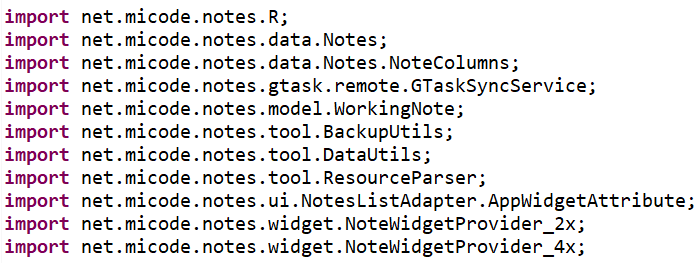 import net.micode.notes.R;
import net.micode.notes.data.Notes;
import net.micode.notes.data.Notes.NoteColumns;
import net.micode.notes.gtask.remote.GTaskSyncService;
import net.micode.notes.model.WorkingNote;
import net.micode.notes.tool.BackupUtils;
import net.micode.notes.tool.DataUtils;
import net.micode.notes.tool.ResourceParser;
import net.micode.notes.ui.NotesListAdapter.AppWidgetAttribute;
import net.micode.notes.widget.NoteWidgetProvider_2x;
import net.micode.notes.widget.NoteWidgetProvider_4x;